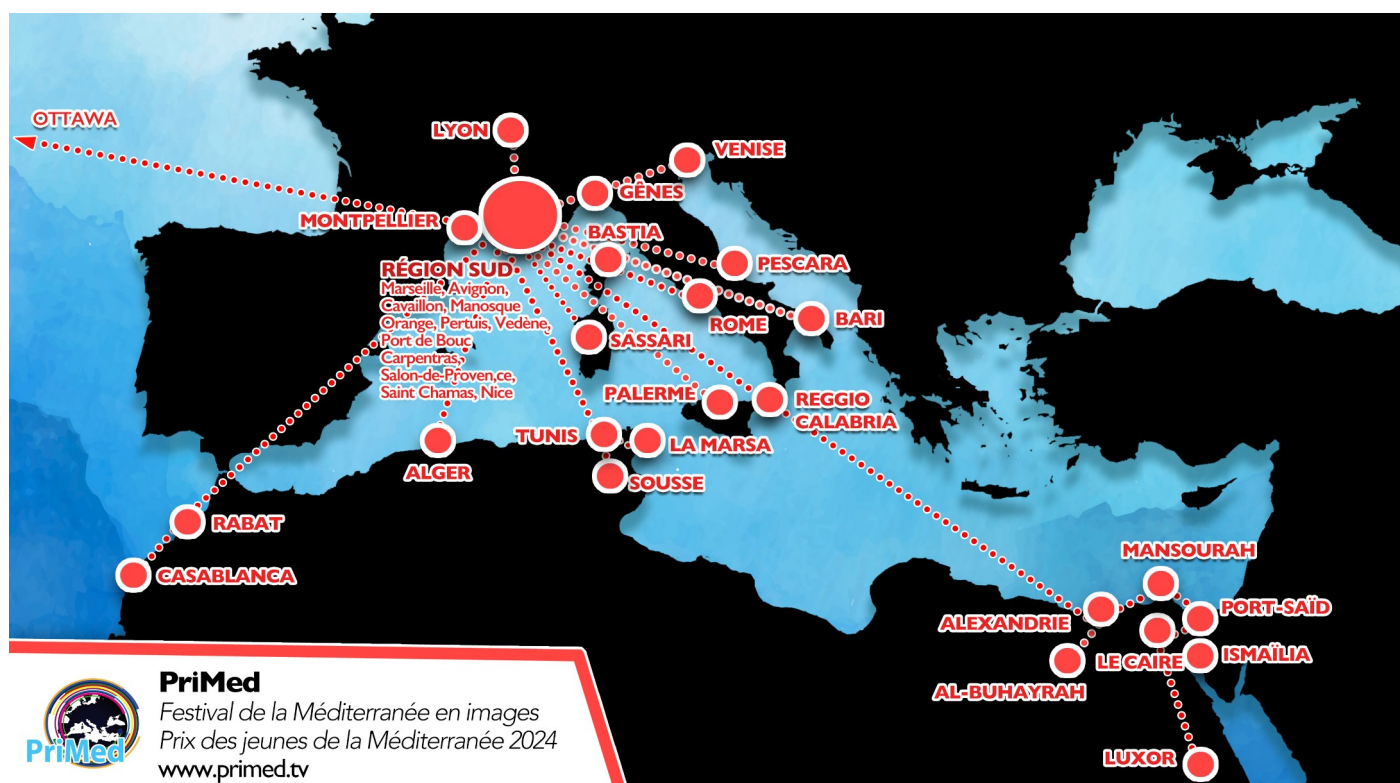 OTTAWA
LYON
VENISE
GÊNES
MONTPELLIER
BASTIA
PESCARA
RÉGION SUD
Marseille, Avignon,
Cavaillon, Manosque
Orange, Pertuis, Vedène,
Port de Bouc
Carpentras,
Salon-de-Proven,ce,
Saint Chamas, Nice
ROME
BARI
SASSARI
PALERME
REGGIO
CALABRIA
TUNIS
LA MARSA
ALGER
SOUSSE
RABAT
CASABLANCA
MANSOURAH
ALEXANDRIE
PORT-SAÏD
LE CAIRE
ISMAÏLIA
AL-BUHAYRAH
LUXOR
PriMed
PriMed
Festival de la Méditerranée en images
Prix des jeunes de la Méditerranée 2024
www.primed.tv